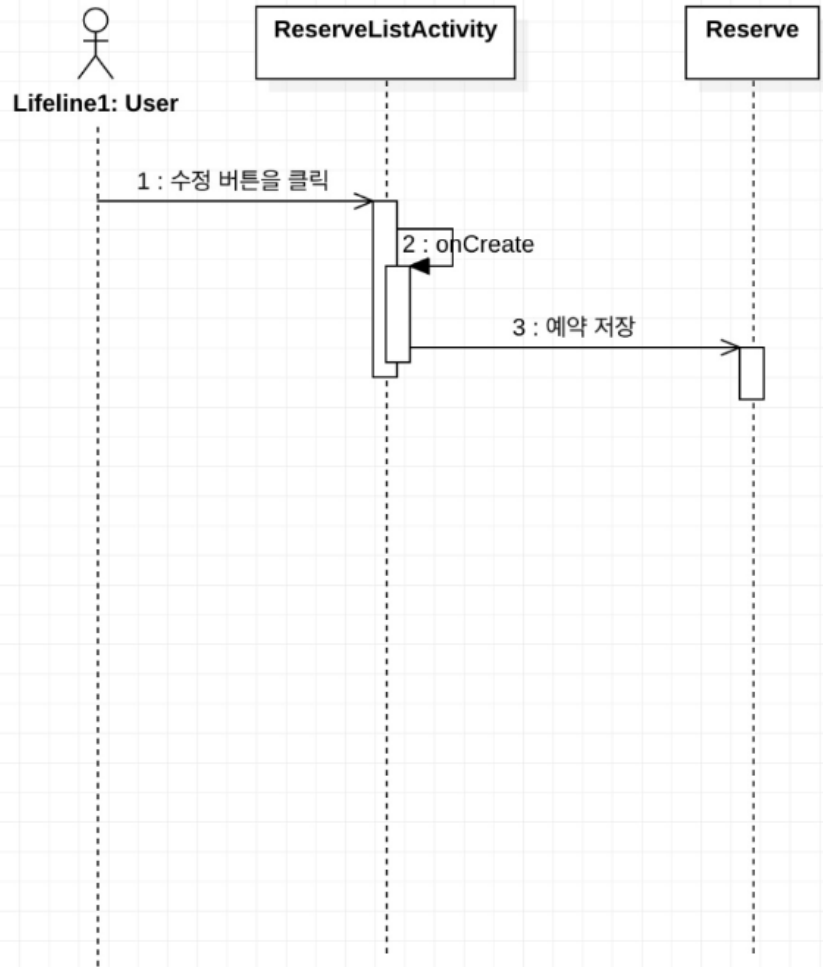 ReserveListActivity
Reserve
Lifeline1: User
1 : 수정 버튼을 클릭
2 : onCreate
3 : 예약 저장